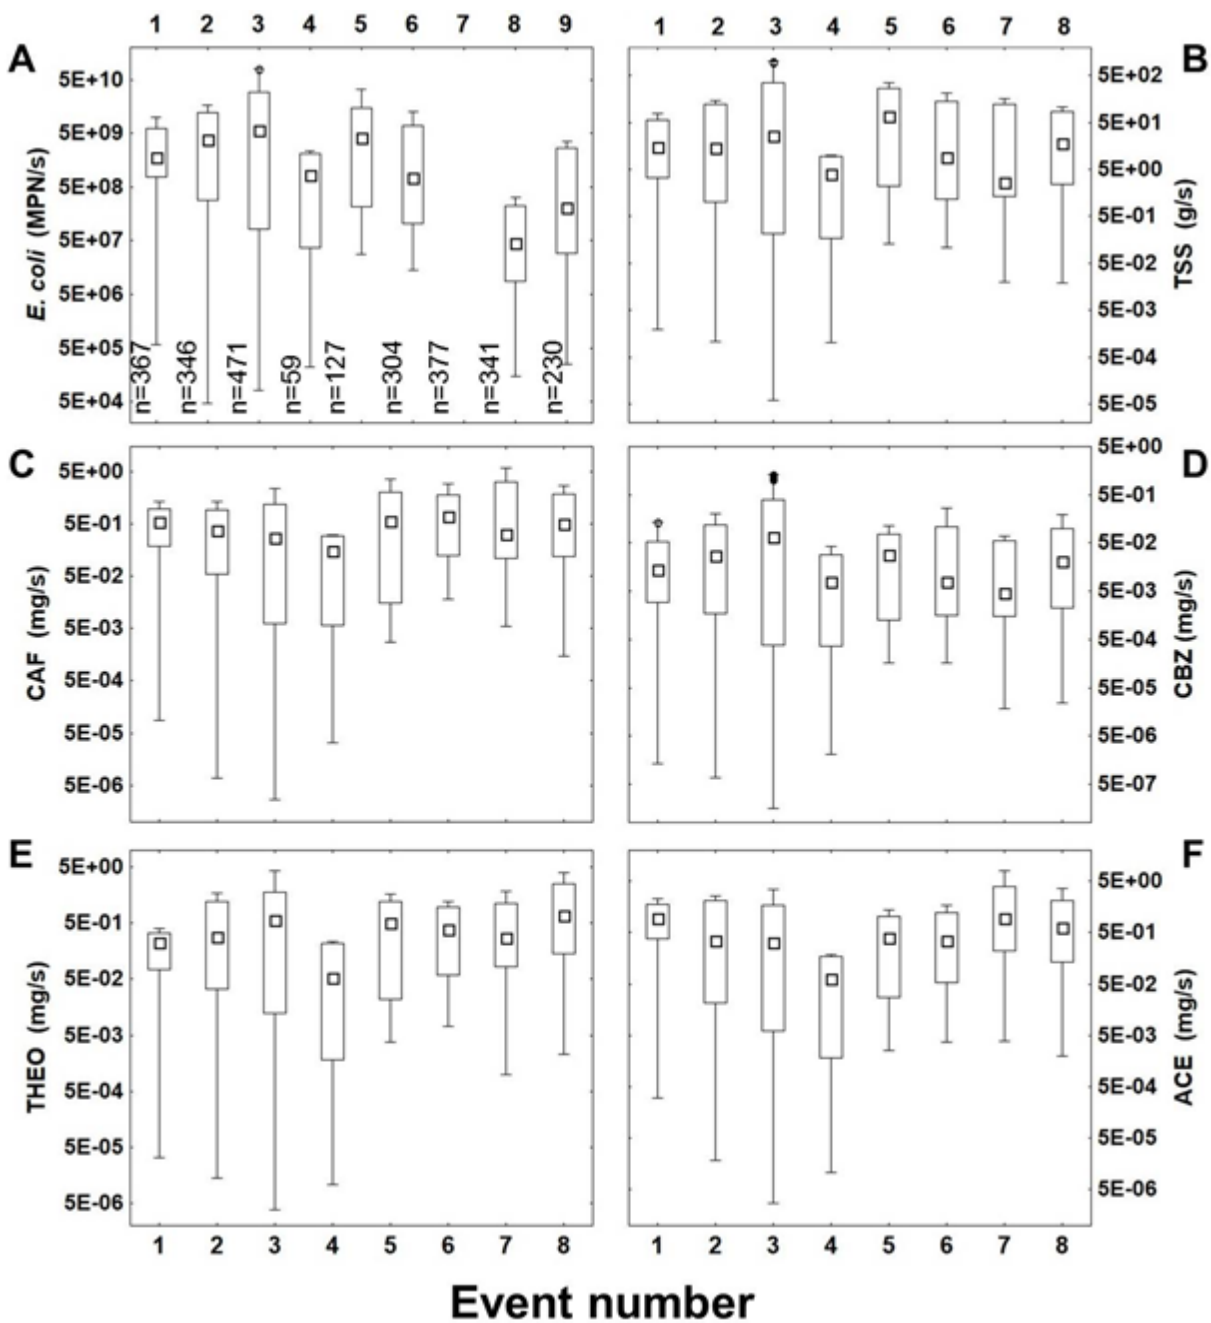 1 2 3 4 5 6 7 8 9
1 2 3 4 5 6 7 8
A
B
5E+10
5E+09
5E+08
5E+07
5E+06
5E+05
5E+04
E. coli (MPN/s)
n=367
n=346
n=471
n=59
n=127
n=304
n=377
n=341
n=230
5E+02
5E+01
5E+00
5E-01
5E-02
5E-03
5E-04
5E-05
TSS (g/s)
C
D
5E+00
5E-01
5E-02
5E-03
5E-04
5E-05
5E-06
CAF (mg/s)
5E+00
5E-01
5E-02
5E-03
5E-04
5E-05
5E-06
5E-07
CBZ (mg/s)
E
F
5E+00
5E-01
5E-02
5E-03
5E-04
5E-05
5E-06
THEO (mg/s)
5E+00
5E-01
5E-02
5E-03
5E-04
5E-05
5E-06
ACE (mg/s)
1 2 3 4 5 6 7 8
1 2 3 4 5 6 7 8
Event number